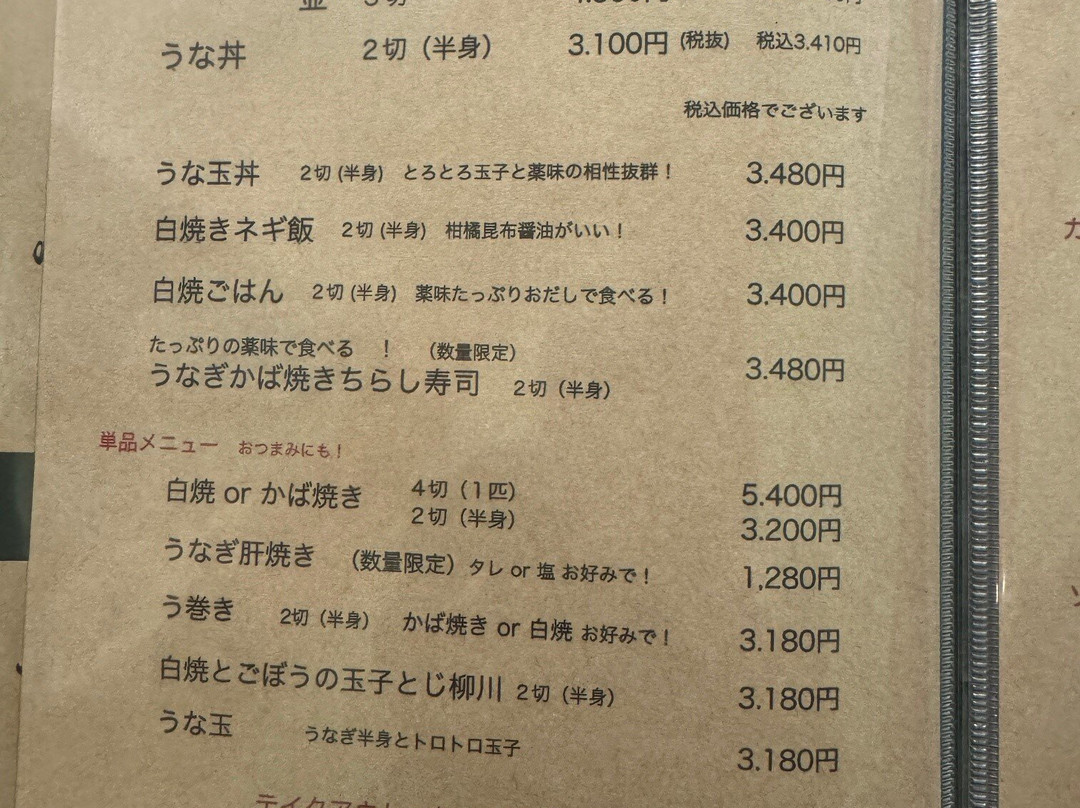 うな丼 2切（半身） 3.100円（税抜） 税込3.410円
税込価格でございます
うな玉丼 2切 (半身) とろとろ玉子と薬味の相性抜群！ 3.480円
白焼きネギ飯 2切 (半身) 柑橘昆布醤油がいい！ 3.400円
白焼ごはん 2切 (半身) 薬味たっぷりおだしで食べる！ 3.400円
たっぷりの薬味で食べる ！ （数量限定）
うなぎかば焼きちらし寿司 2切（半身） 3.480円
単品メニュー おつまみにも！
白焼 or かば焼き 4切（1匹） 5.400円
2切（半身） 3.200円
うなぎ肝焼き （数量限定）タレ or 塩 お好みで！ 1,280円
う巻き 2切（半身） かば焼き or 白焼 お好みで！ 3.180円
白焼とごぼうの玉子とじ柳川 2切（半身） 3.180円
うな玉 うなぎ半身とトロトロ玉子 3.180円